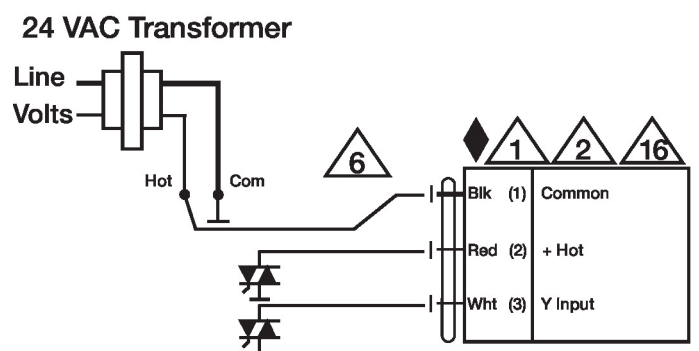 24 VAC Transformer
Line
Volts
Hot
Com
6
1
2
16
Blk (1) Common
Red (2) + Hot
Wht (3) Y Input